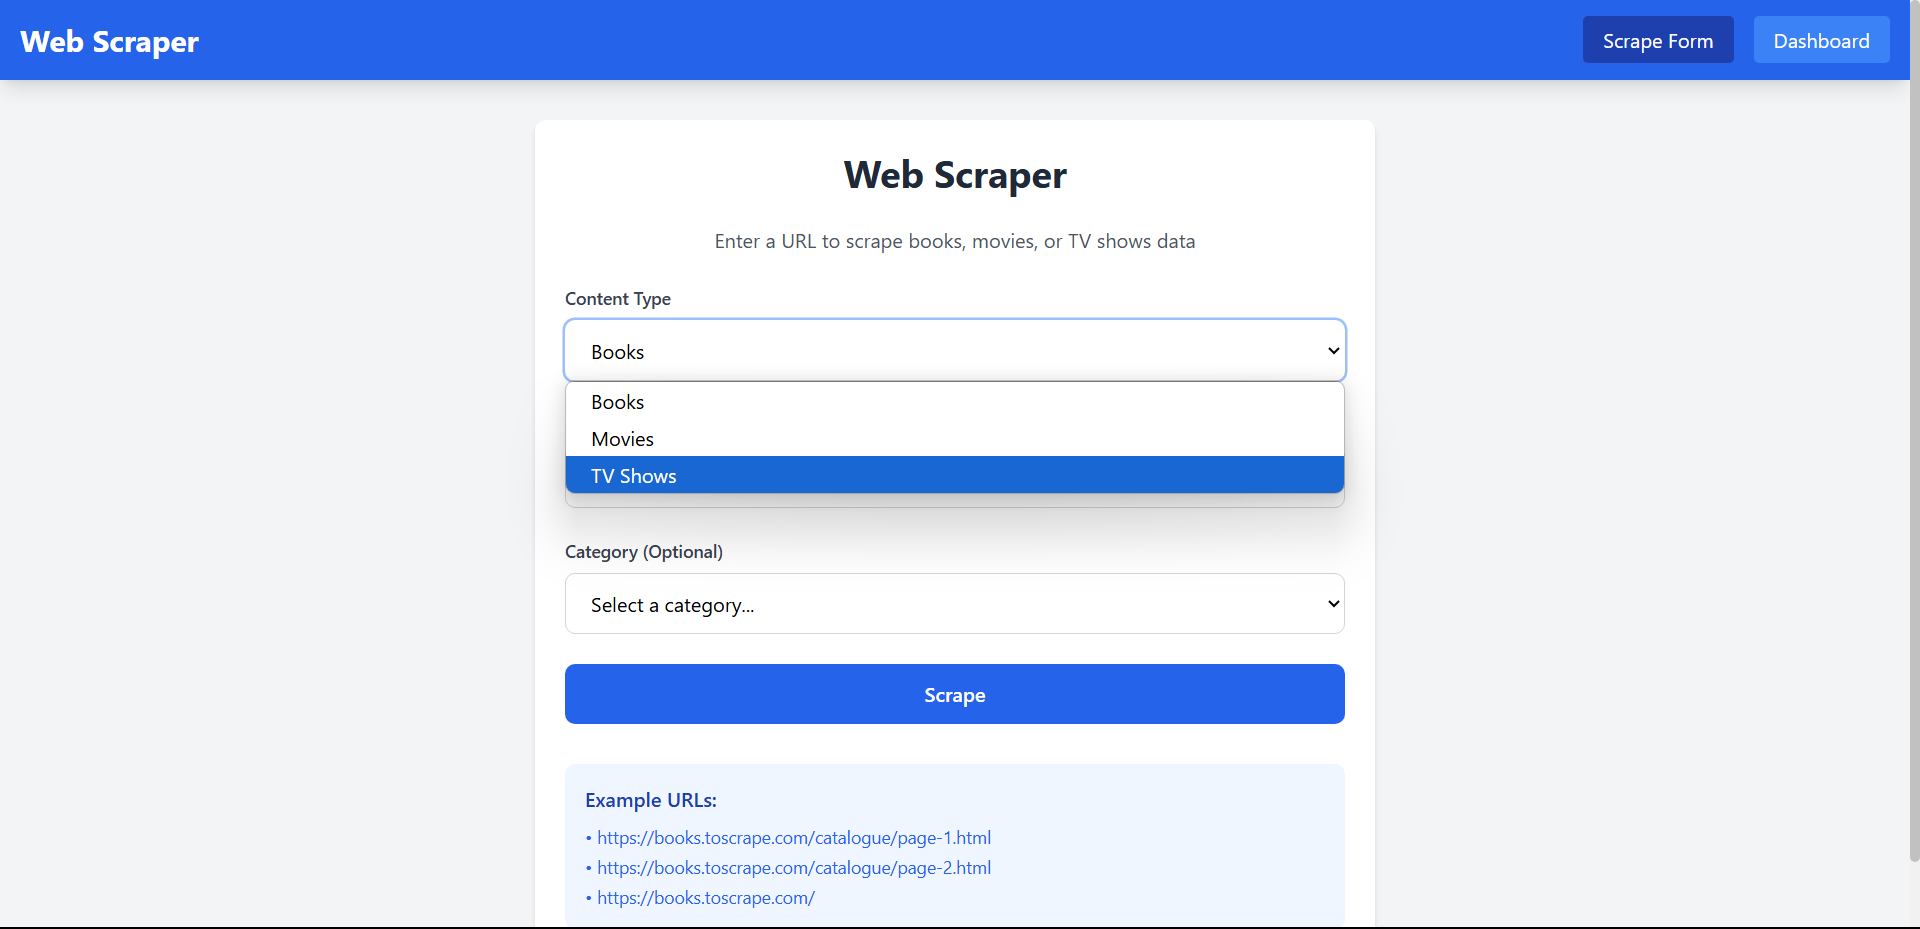 Web Scraper
Scrape Form
Dashboard
Web Scraper
Enter a URL to scrape books, movies, or TV shows data
Content Type
Books
Books
Movies
TV Shows
Category (Optional)
Select a category...
Scrape
Example URLs:
• https://books.toscrape.com/catalogue/page-1.html
• https://books.toscrape.com/catalogue/page-2.html
• https://books.toscrape.com/